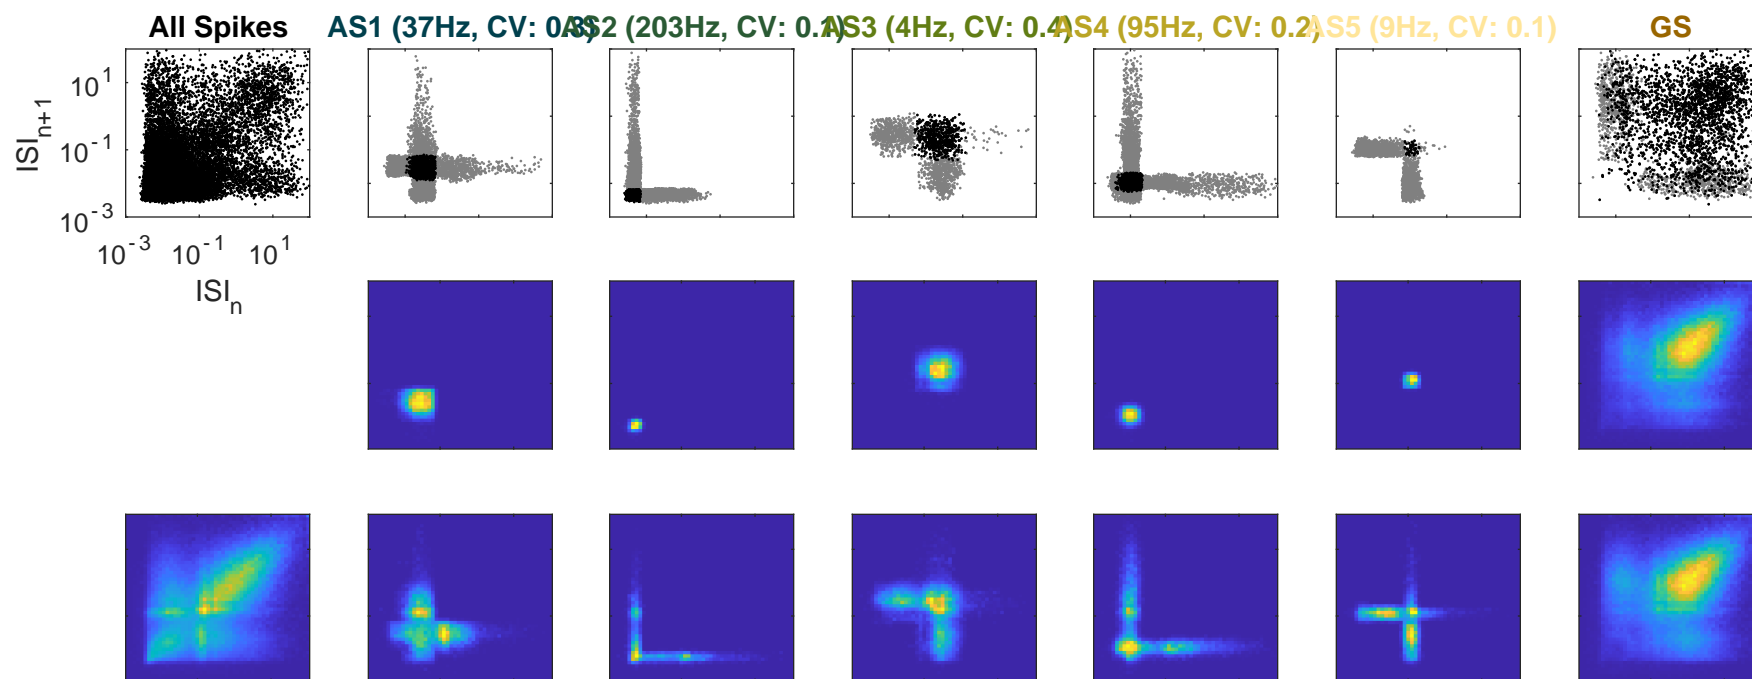 All Spikes
AS1 (37Hz, CV: 0.3)
AS2 (203Hz, CV: 0.1)
AS3 (4Hz, CV: 0.4)
AS4 (95Hz, CV: 0.2)
AS5 (9Hz, CV: 0.1)
GS
ISI_{n+1}
10^1
10^{-1}
10^{-3}
10^{-3} 10^{-1} 10^1
ISI_n